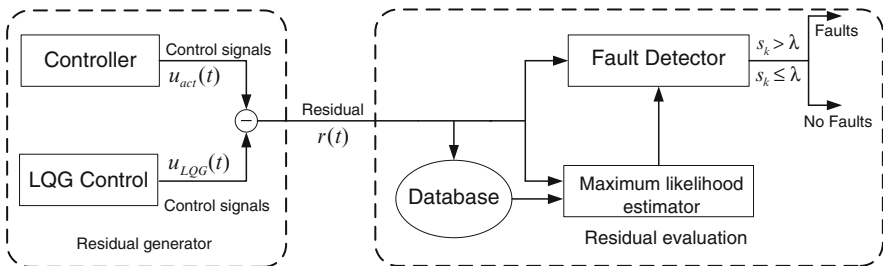 Controller
Control signals
u_act(t)
−
LQG Control
u_LQG(t)
Control signals
Residual generator
Residual
r(t)
Database
Fault Detector
s_k > λ
s_k ≤ λ
Faults
No Faults
Maximum likelihood
estimator
Residual evaluation